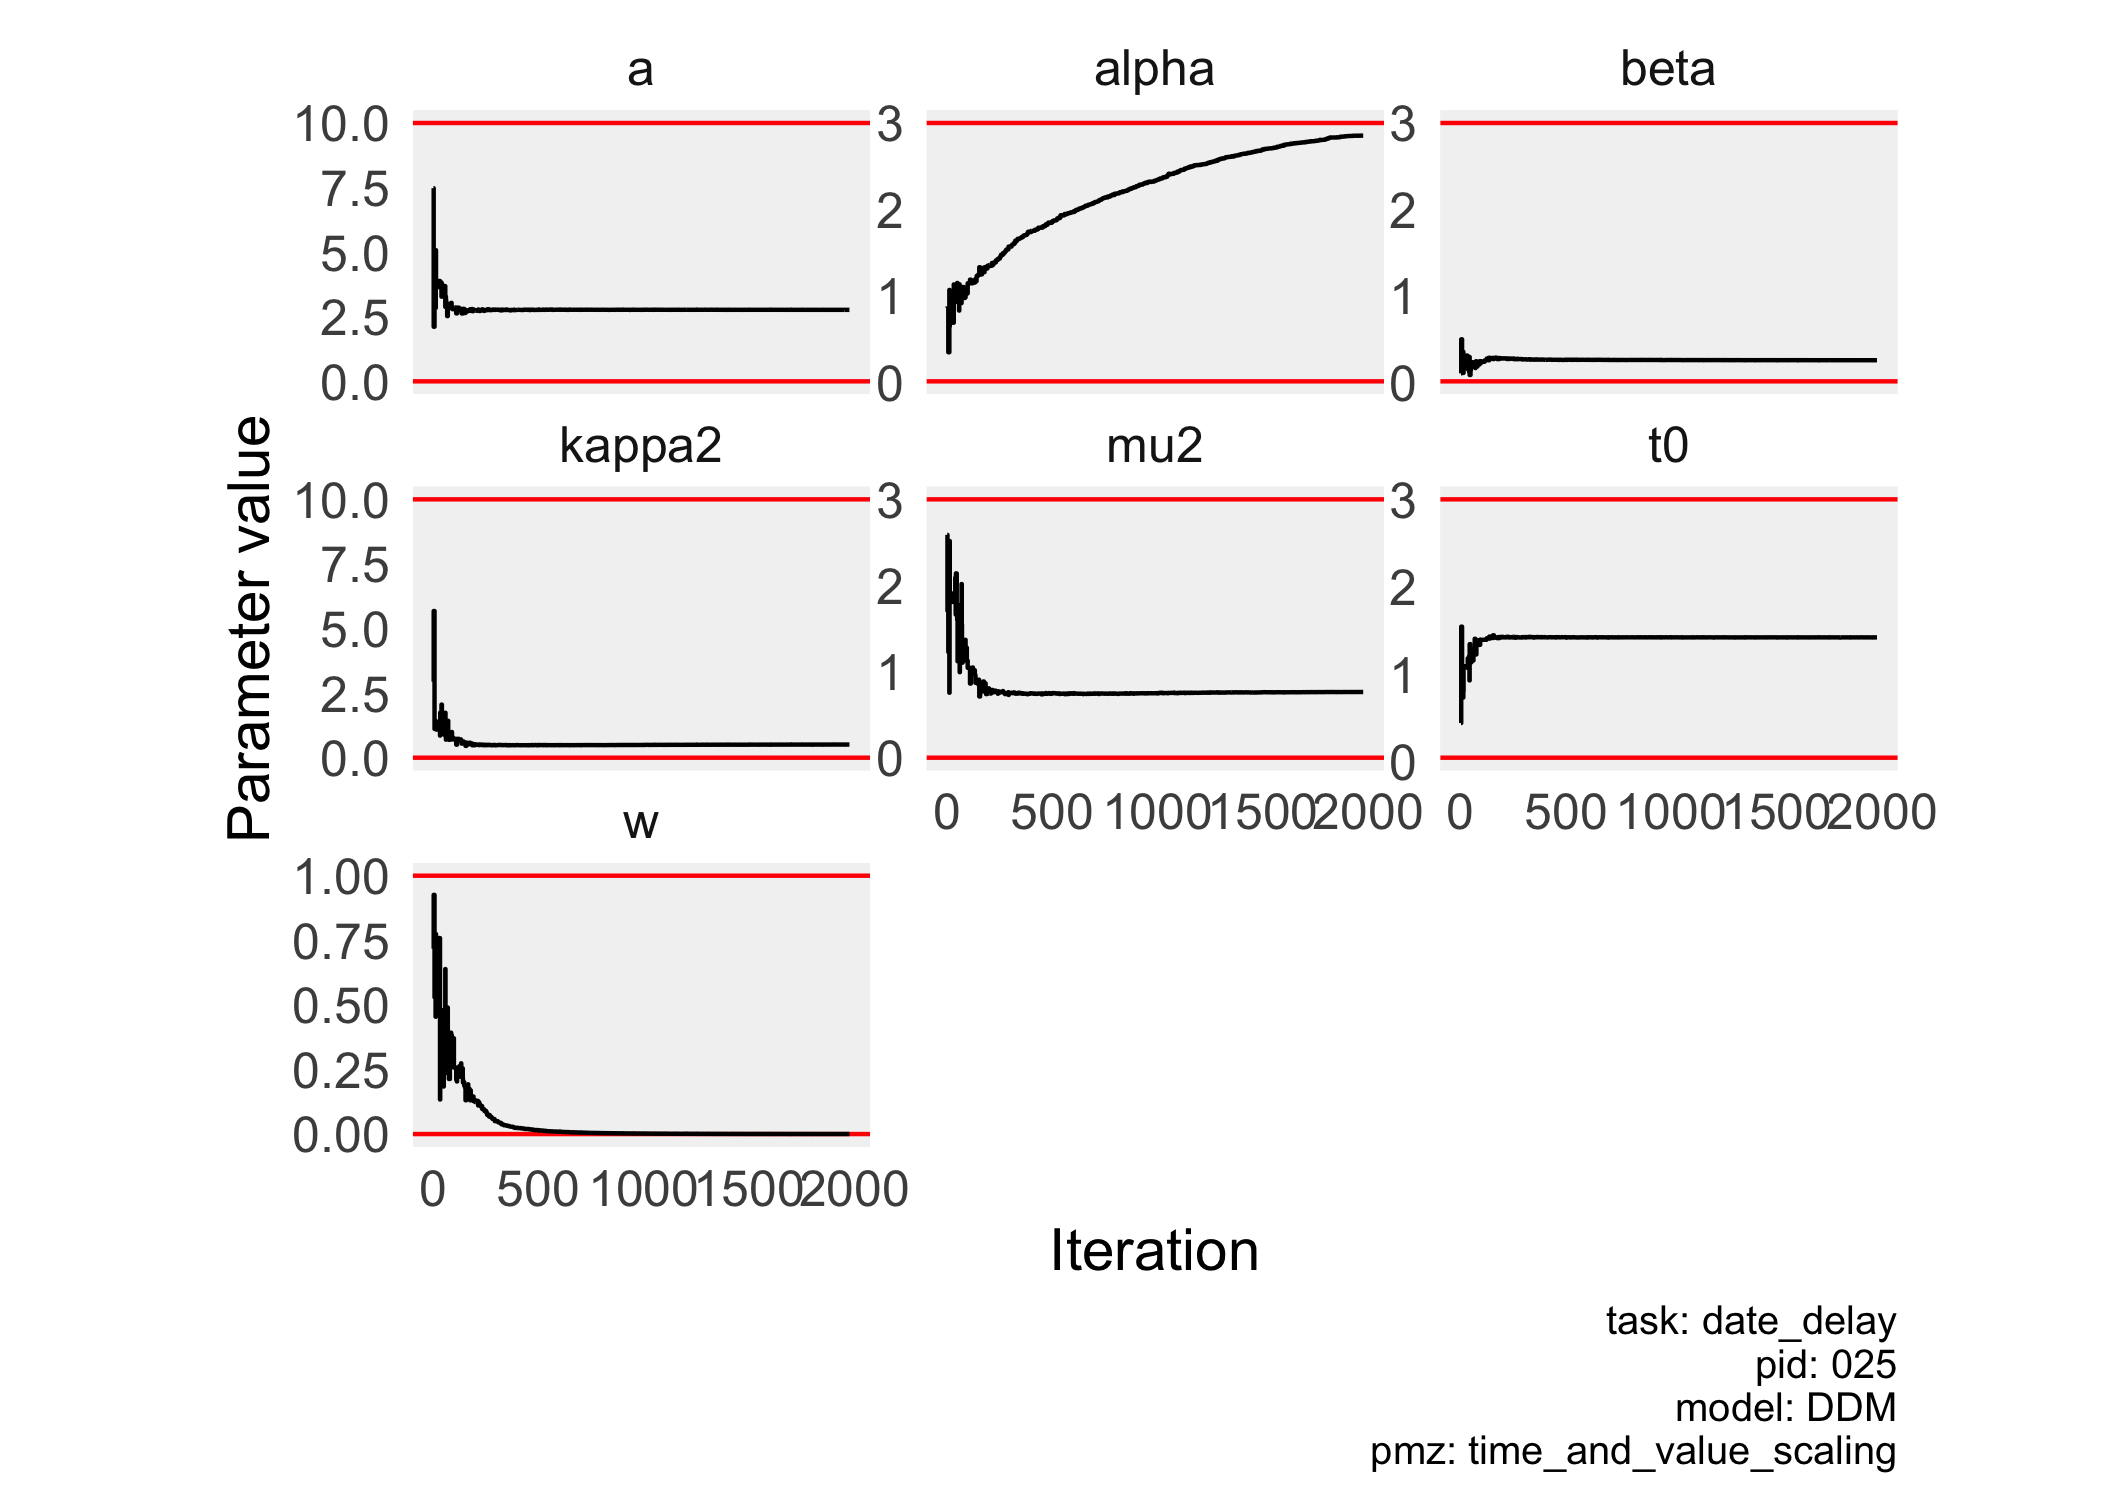 a alpha beta
10.0 3 3
7.5 2 2
5.0 1 1
2.5 0 0
0.0
kappa2 mu2 t0
10.0 3 3
7.5 2 2
5.0 1 1
2.5 0 0
0.0
0 500 1000 1500 2000 0 500 1000 1500 2000
w
1.00
0.75
0.50
0.25
0.00
0 500 1000 1500 2000
Parameter value
Iteration
task: date_delay
pid: 025
model: DDM
pmz: time_and_value_scaling